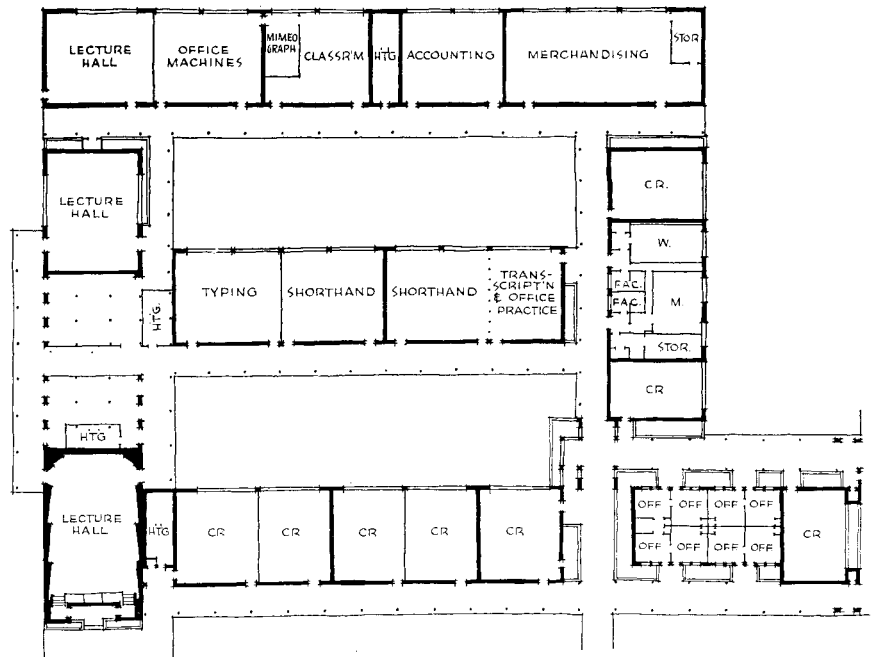 LECTURE
HALL
OFFICE
MACHINES
MIMEO
GRAPH
CLASSR'M
HTG
ACCOUNTING
MERCHANDISING
STOR
LECTURE
HALL
C.R.
W.
TYPING
SHORTHAND
SHORTHAND
TRANS-
SCRIPT'N
& OFFICE
PRACTICE
HTG.
FAC.
FAC.
M.
STOR.
CR
HTG
LECTURE
HALL
HTG
CR
CR
CR
CR
CR
OFF
OFF
OFF
OFF
OFF
OFF
OFF
OFF
CR